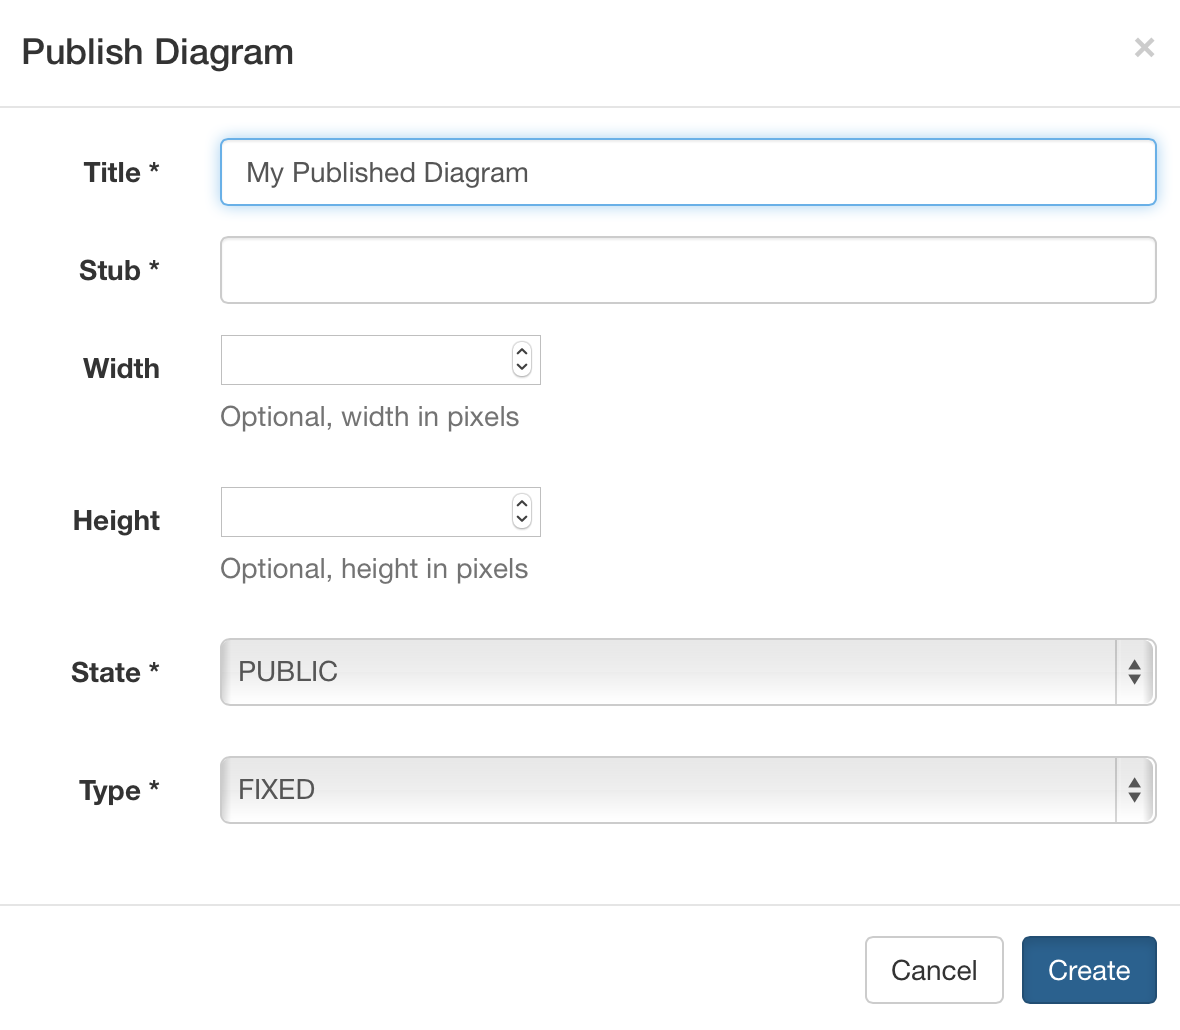 Publish Diagram ×
Title * My Published Diagram
Stub *
Width
Optional, width in pixels
Height
Optional, height in pixels
State * PUBLIC
Type * FIXED
Cancel Create